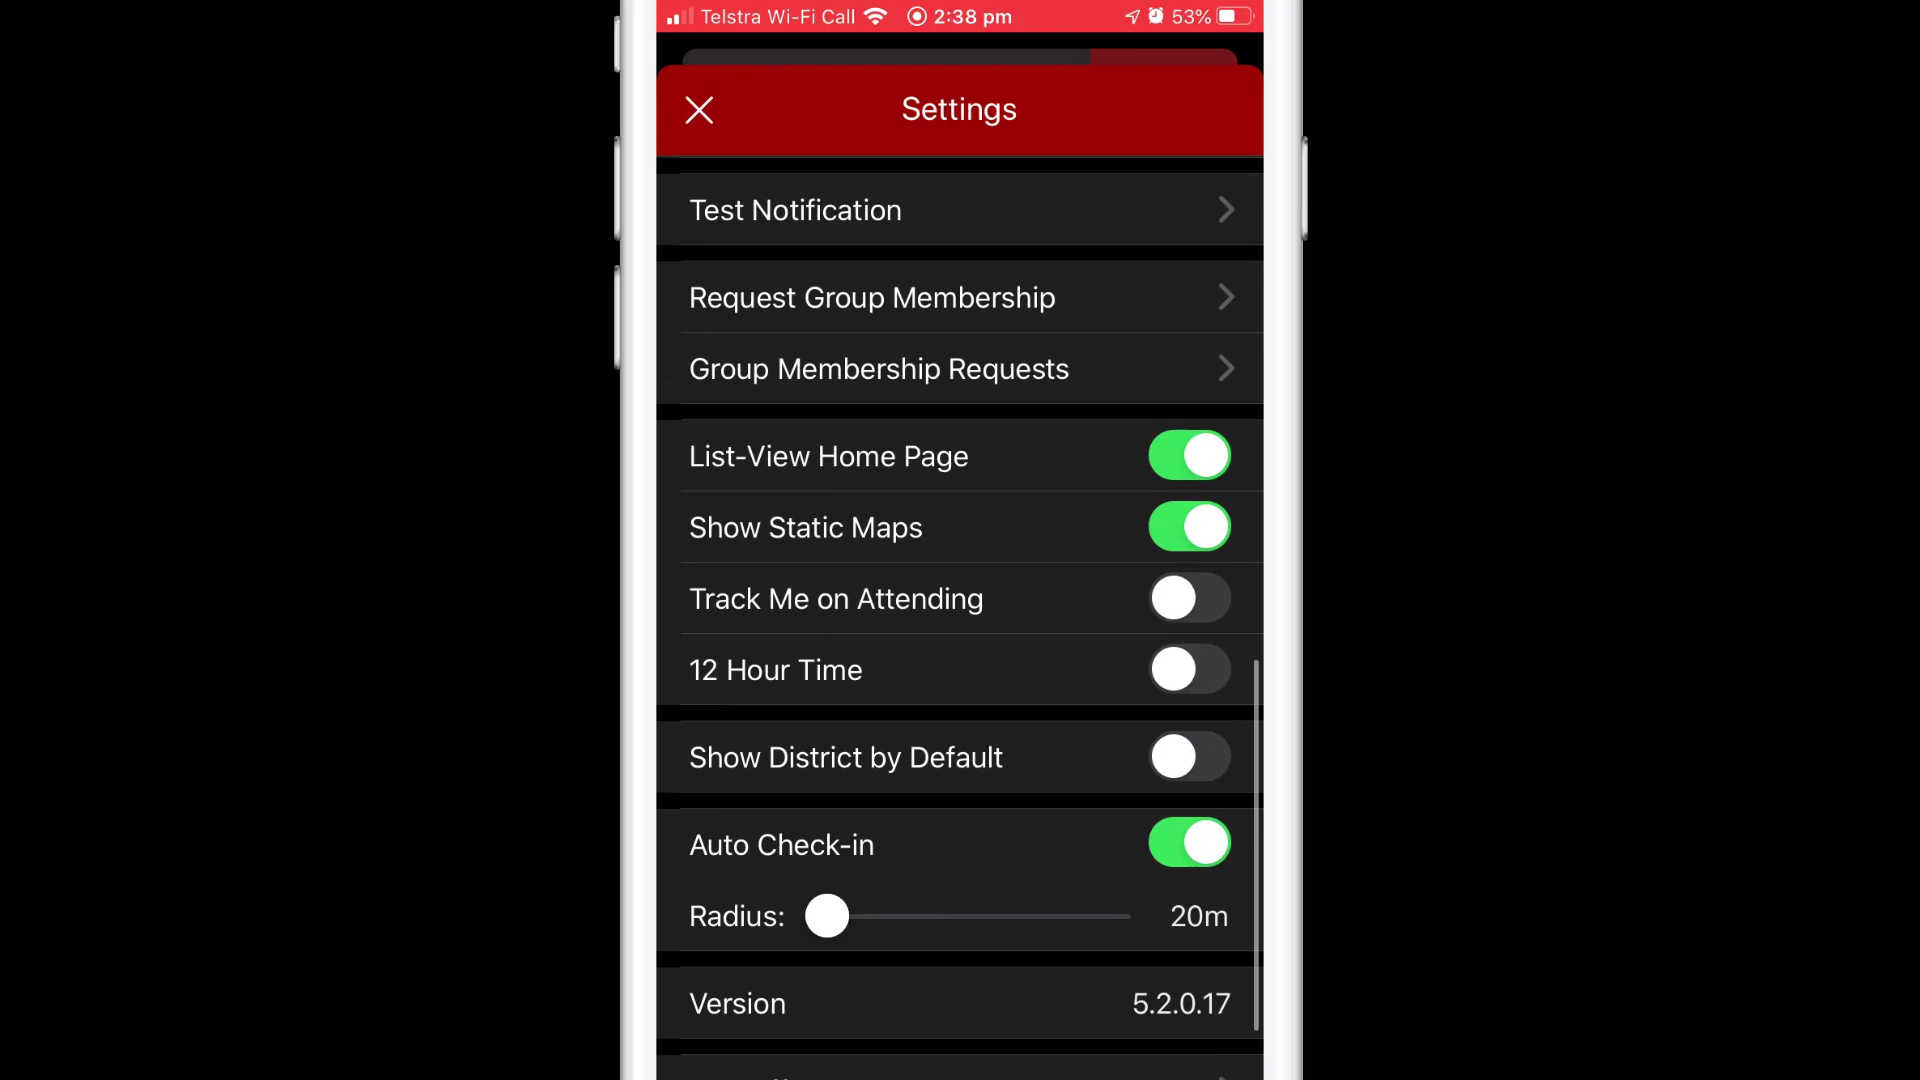 Telstra Wi-Fi Call 2:38 pm 53%
Settings
Test Notification
Request Group Membership
Group Membership Requests
List-View Home Page
Show Static Maps
Track Me on Attending
12 Hour Time
Show District by Default
Auto Check-in
Radius: 20m
Version 5.2.0.17